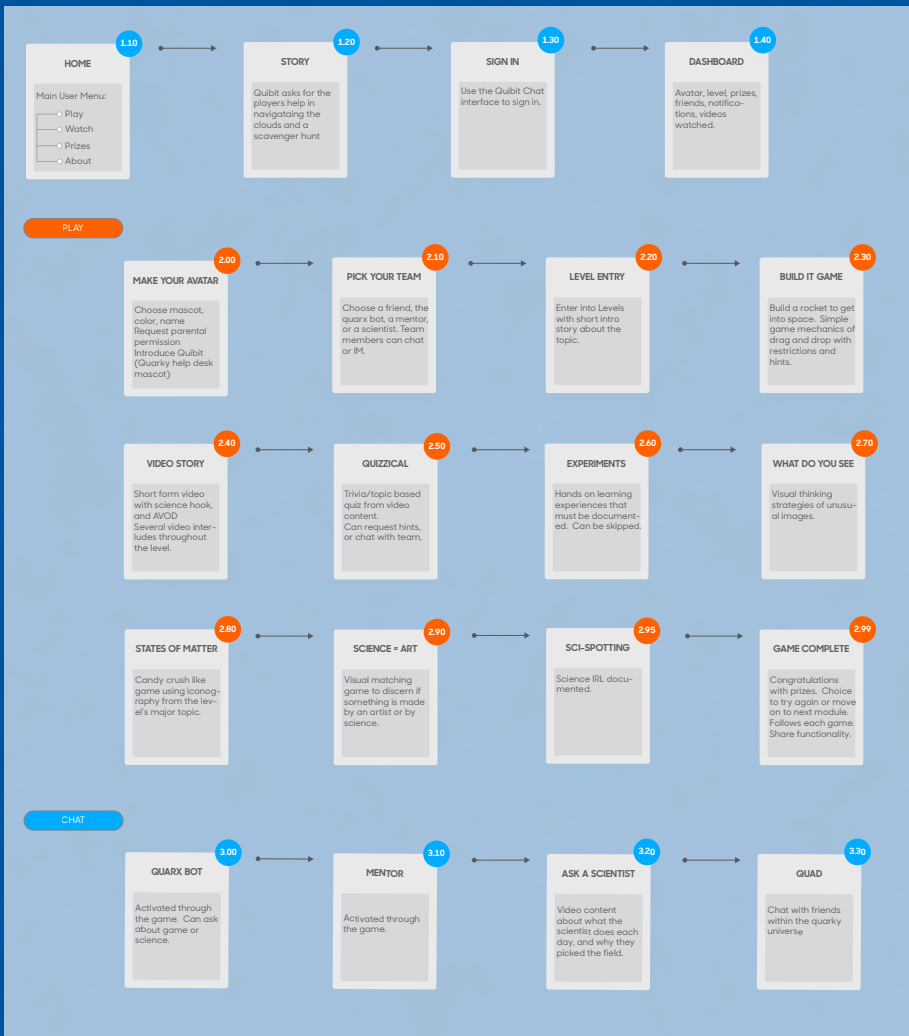 1.10
HOME
Main User Menu:
Play
Watch
Prizes
About
1.20
STORY
Quibit asks for the
players help in
navigataing the
clouds and a
scavenger hunt
1.30
SIGN IN
Use the Quibit Chat
interface to sign in.
1.40
DASHBOARD
Avatar, level, prizes,
friends, notifica-
tions, videos
watched.
PLAY
2.00
MAKE YOUR AVATAR
Choose mascot,
color, name
Request parental
permission
Introduce Quibit
(Quarky help desk
mascot)
2.10
PICK YOUR TEAM
Choose a friend, the
quarx bot, a mentor,
or a scientist. Team
members can chat
or IM.
2.20
LEVEL ENTRY
Enter into Levels
with short intro
story about the
topic.
2.30
BUILD IT GAME
Build a rocket to get
into space. Simple
game mechanics of
drag and drop with
restrictions and
hints.
2.40
VIDEO STORY
Short form video
with science hook,
and AVOD
Several video inter-
ludes throughout
the level.
2.50
QUIZZICAL
Trivia/topic based
quiz from video
content.
Can request hints,
or chat with team,
2.60
EXPERIMENTS
Hands on learning
experiences that
must be document-
ed. Can be skipped.
2.70
WHAT DO YOU SEE
Visual thinking
strategies of unusu-
al images.
2.80
STATES OF MATTER
Candy crush like
game using iconog-
raphy from the lev-
el's major topic.
2.90
SCIENCE = ART
Visual matching
game to discern if
something is made
by an artist or by
science.
2.95
SCI-SPOTTING
Science IRL docu-
mented.
2.99
GAME COMPLETE
Congratulations
with prizes. Choice
to try again or move
on to next module.
Follows each game.
Share functionality.
CHAT
3.00
QUARX BOT
Activated through
the game. Can ask
about game or
science.
3.10
MENTOR
Activated through
the game.
3.20
ASK A SCIENTIST
Video content
about what the
scientist does each
day, and why they
picked the field.
3.30
QUAD
Chat with friends
within the quarky
universe